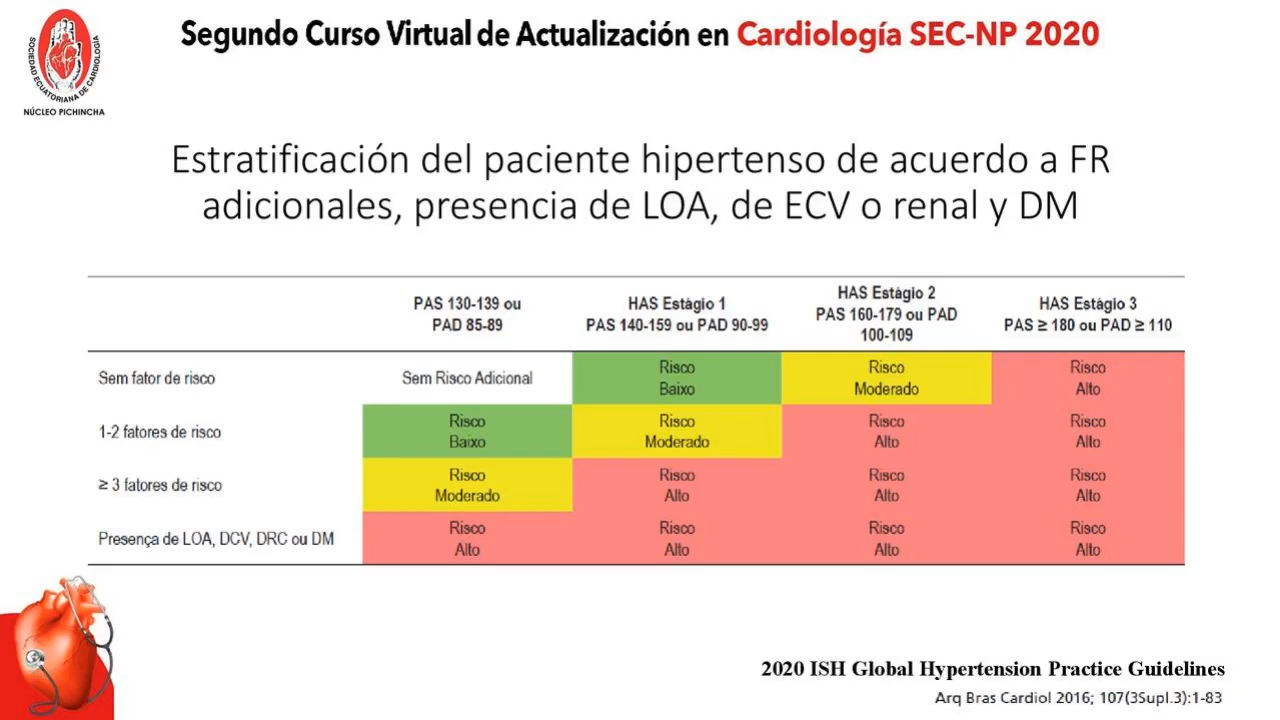 SOCIEDAD ECUATORIANA DE CARDIOLOGÍA
NÚCLEO PICHINCHA
Segundo Curso Virtual de Actualización en Cardiología SEC-NP 2020
Estratificación del paciente hipertenso de acuerdo a FR
adicionales, presencia de LOA, de ECV o renal y DM
PAS 130-139 ou
PAD 85-89
HAS Estágio 1
PAS 140-159 ou PAD 90-99
HAS Estágio 2
PAS 160-179 ou PAD
100-109
HAS Estágio 3
PAS ≥ 180 ou PAD ≥ 110
Sem fator de risco
Sem Risco Adicional
Risco
Baixo
Risco
Moderado
Risco
Alto
1-2 fatores de risco
Risco
Baixo
Risco
Moderado
Risco
Alto
Risco
Alto
≥ 3 fatores de risco
Risco
Moderado
Risco
Alto
Risco
Alto
Risco
Alto
Presença de LOA, DCV, DRC ou DM
Risco
Alto
Risco
Alto
Risco
Alto
Risco
Alto
2020 ISH Global Hypertension Practice Guidelines
Arq Bras Cardiol 2016; 107(3Supl.3):1-83